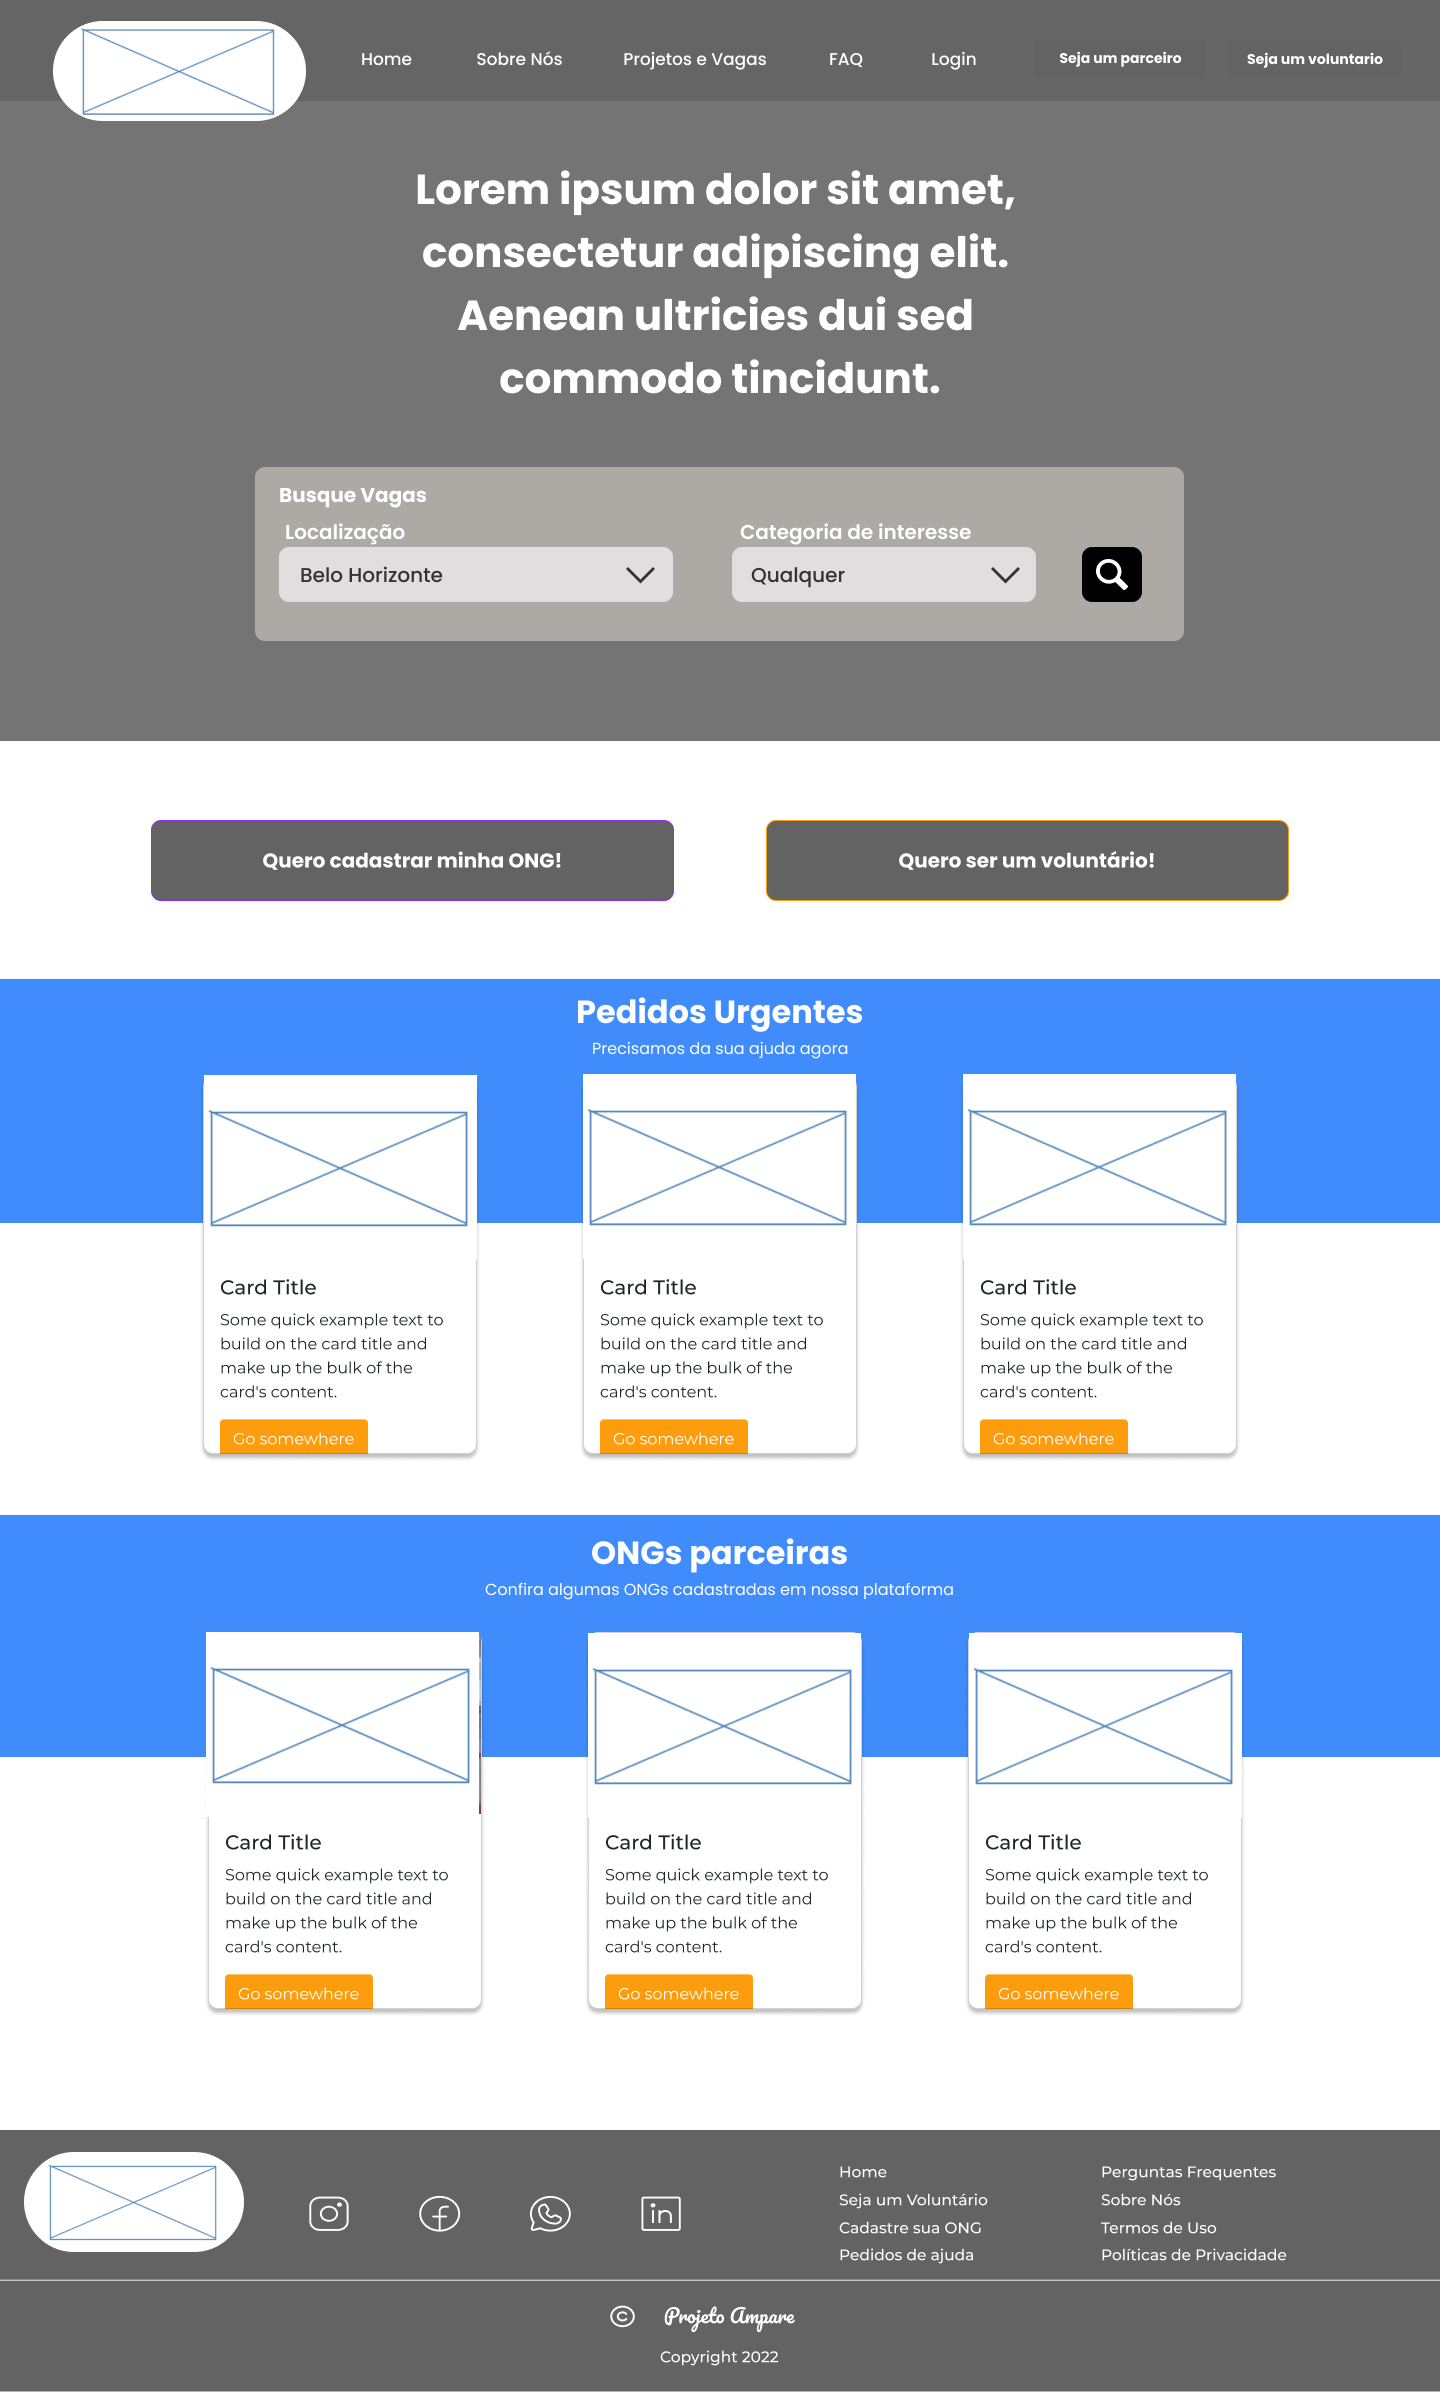 Home Sobre Nós Projetos e Vagas FAQ Login Seja um parceiro Seja um voluntario
Lorem ipsum dolor sit amet,
consectetur adipiscing elit.
Aenean ultricies dui sed
commodo tincidunt.
Busque Vagas
Localização Categoria de interesse
Belo Horizonte Qualquer
Quero cadastrar minha ONG! Quero ser um voluntário!
Pedidos Urgentes
Precisamos da sua ajuda agora
Card Title
Some quick example text to
build on the card title and
make up the bulk of the
card's content.
Go somewhere
Card Title
Some quick example text to
build on the card title and
make up the bulk of the
card's content.
Go somewhere
Card Title
Some quick example text to
build on the card title and
make up the bulk of the
card's content.
Go somewhere
ONGs parceiras
Confira algumas ONGs cadastradas em nossa plataforma
Card Title
Some quick example text to
build on the card title and
make up the bulk of the
card's content.
Go somewhere
Card Title
Some quick example text to
build on the card title and
make up the bulk of the
card's content.
Go somewhere
Card Title
Some quick example text to
build on the card title and
make up the bulk of the
card's content.
Go somewhere
Home
Seja um Voluntário
Cadastre sua ONG
Pedidos de ajuda
Perguntas Frequentes
Sobre Nós
Termos de Uso
Políticas de Privacidade
© Projeto Ampare
Copyright 2022